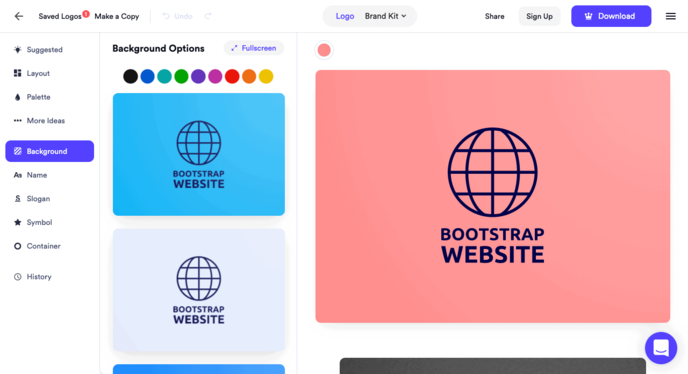 Saved Logos 1 Make a Copy Undo Logo Brand Kit Share Sign Up Download
Suggested
Layout
Palette
More Ideas
Background
Aa Name
Slogan
Symbol
Container
History
Background Options Fullscreen
BOOTSTRAP
WEBSITE
BOOTSTRAP
WEBSITE
BOOTSTRAP
WEBSITE